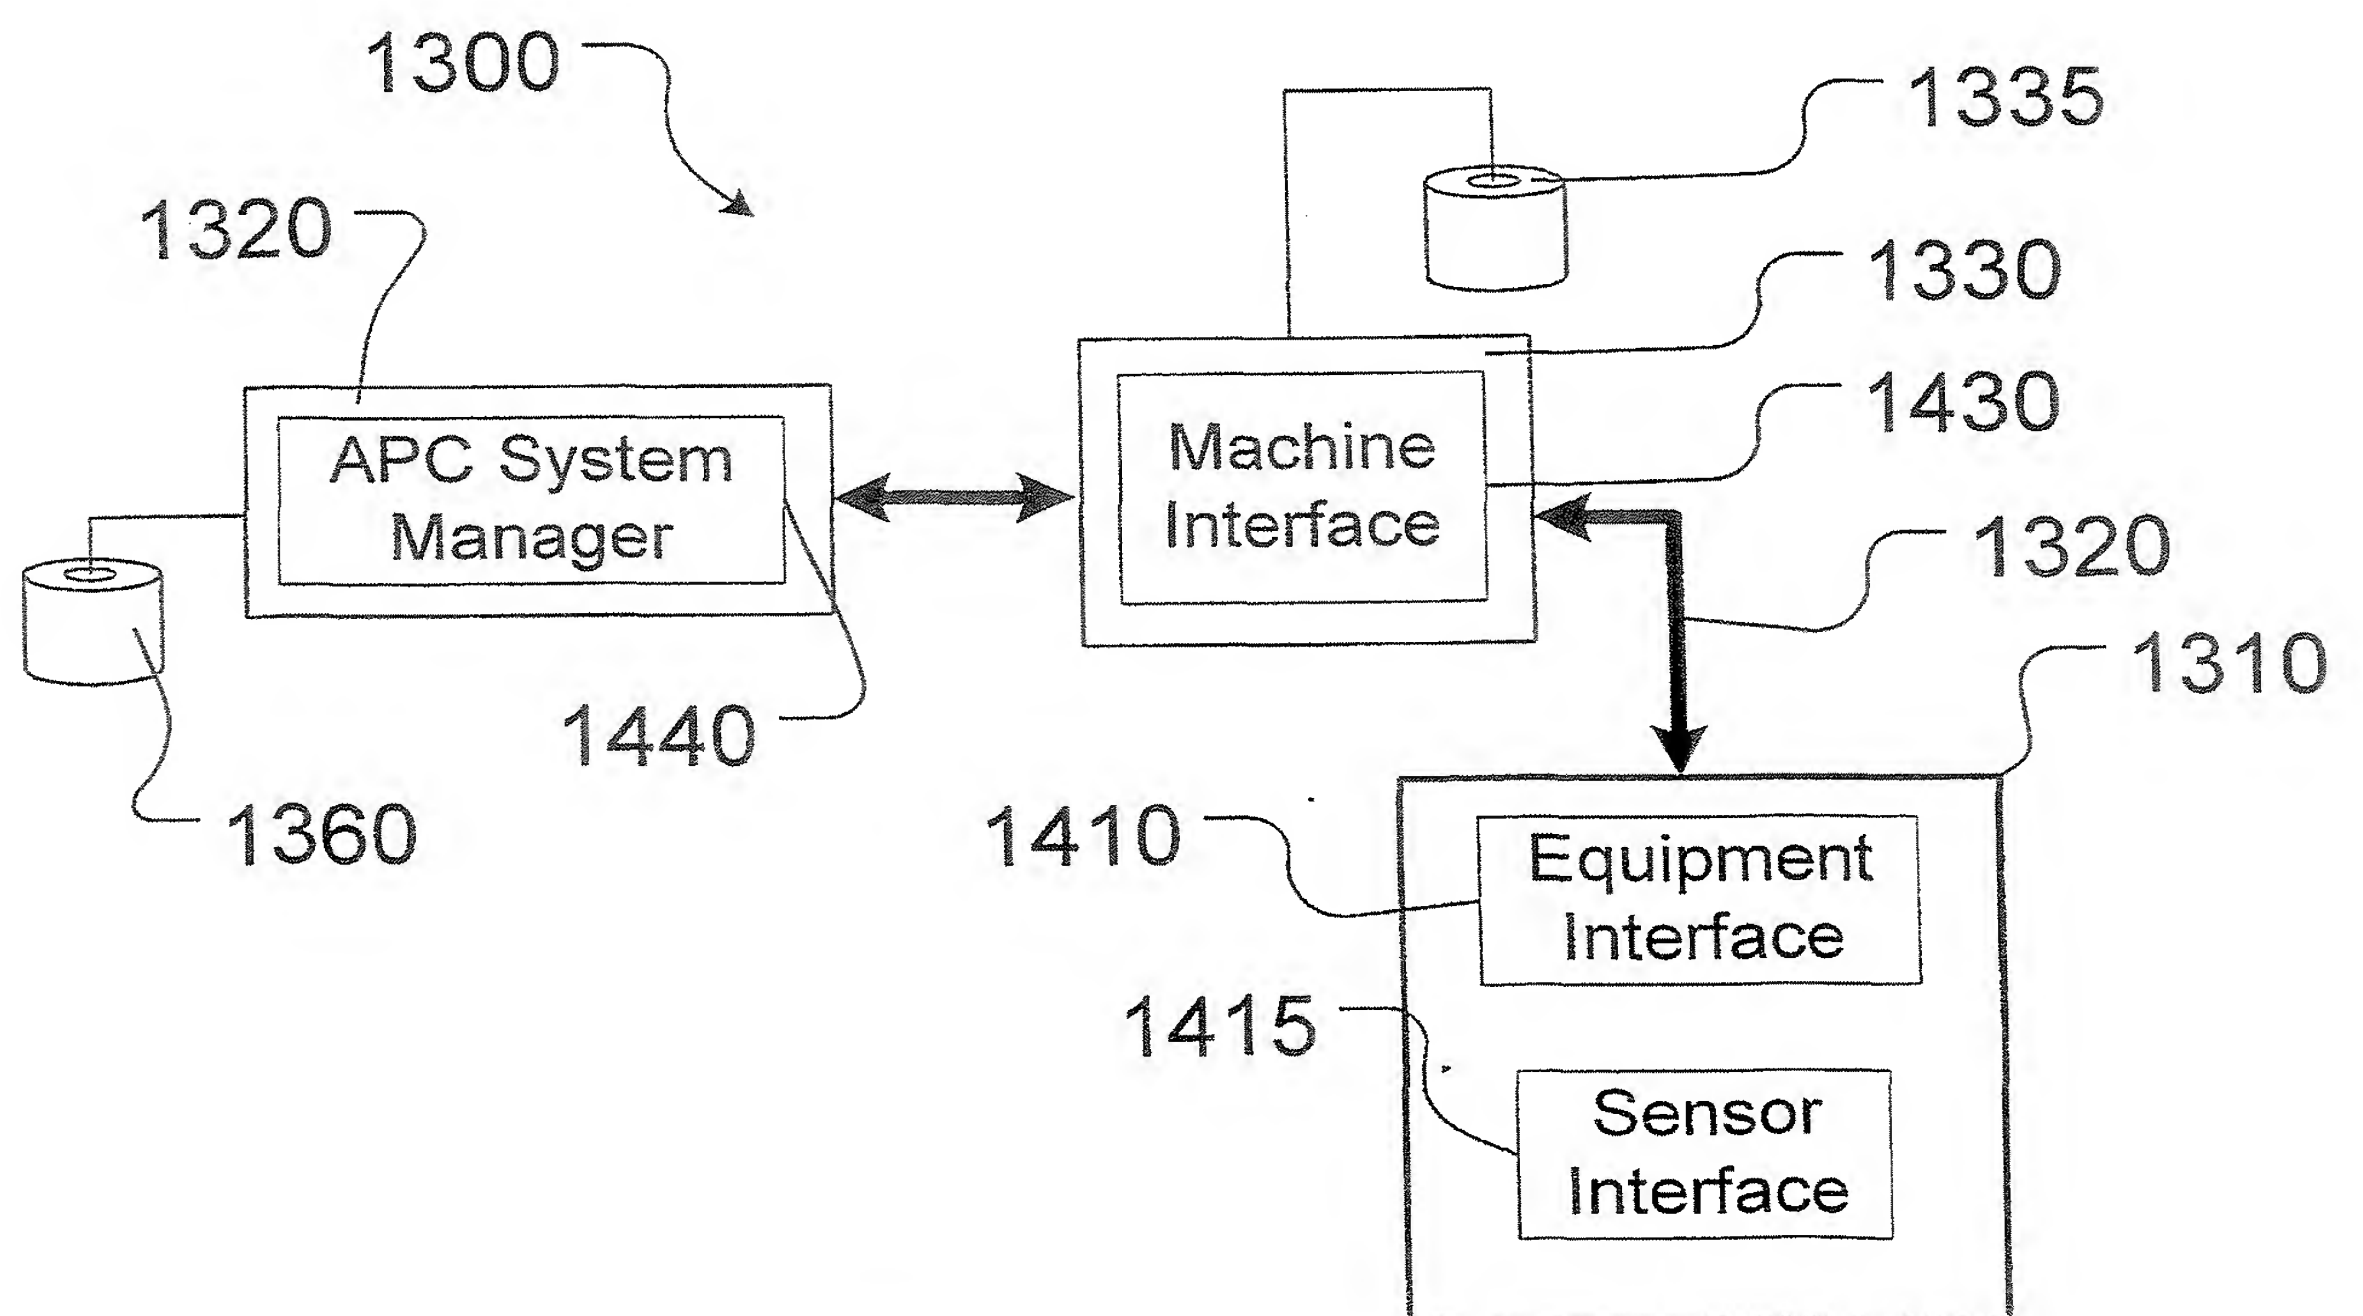 1300
1335
1320
1330
1430
APC System
Manager
Machine
Interface
1320
1310
1440
1360
1410
Equipment
Interface
1415
Sensor
Interface